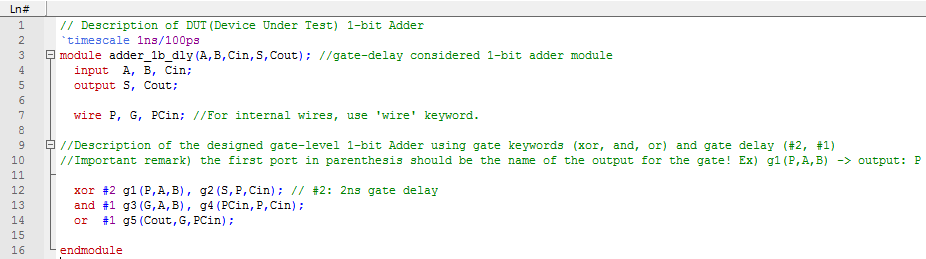 Ln#
1 // Description of DUT(Device Under Test) 1-bit Adder
2 `timescale 1ns/100ps
3 module adder_1b_dly(A,B,Cin,S,Cout); //gate-delay considered 1-bit adder module
4 input A, B, Cin;
5 output S, Cout;
6
7 wire P, G, PCin; //For internal wires, use 'wire' keyword.
8
9 //Description of the designed gate-level 1-bit Adder using gate keywords (xor, and, or) and gate delay (#2, #1)
10 //Important remark) the first port in parenthesis should be the name of the output for the gate! Ex) g1(P,A,B) -> output: P
11
12 xor #2 g1(P,A,B), g2(S,P,Cin); // #2: 2ns gate delay
13 and #1 g3(G,A,B), g4(PCin,P,Cin);
14 or #1 g5(Cout,G,PCin);
15
16 endmodule